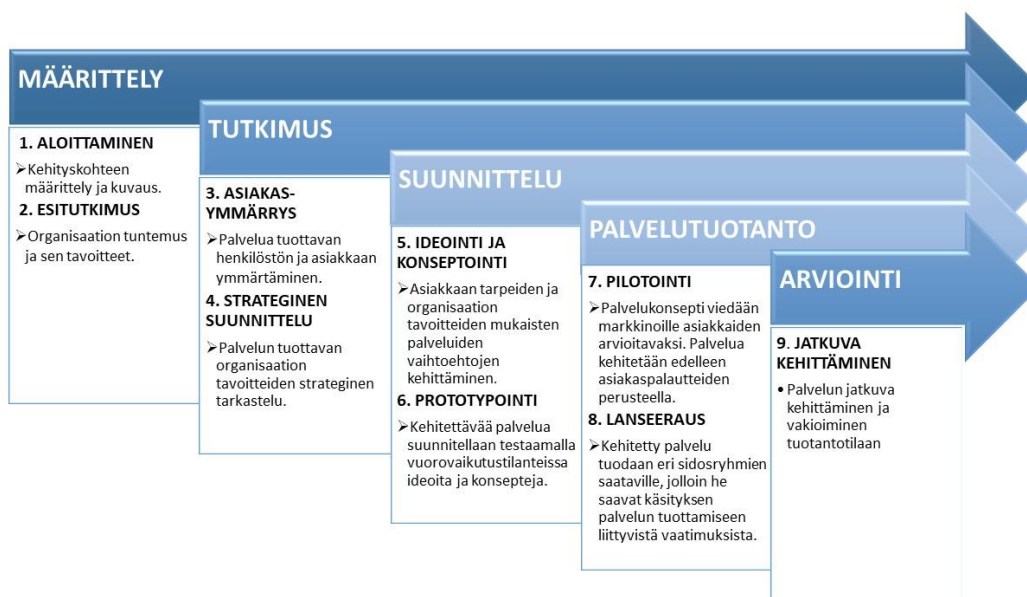 MÄÄRITTELY
1. ALOITTAMINEN
➢Kehityskohteen
määrittely ja kuvaus.
2. ESITUTKIMUS
➢Organisaation tuntemus
ja sen tavoitteet.
TUTKIMUS
3. ASIAKAS-
YMMÄRRYS
➢Palvelua tuottavan
henkilöstön ja asiakkaan
ymmärtäminen.
4. STRATEGINEN
SUUNNITTELU
➢Palvelun tuottavan
organisaation
tavoitteiden strateginen
tarkastelu.
SUUNNITTELU
5. IDEOINTI JA
KONSEPTOINTI
➢Asiakkaan tarpeiden ja
organisaation
tavoitteiden mukaisten
palveluiden
vaihtoehtojen
kehittäminen.
6. PROTOTYPOINTI
➢Kehitettävää palvelua
suunnitellaan testaamalla
vuorovaikutustilanteissa
ideoita ja konsepteja.
PALVELUTUOTANTO
7. PILOTOINTI
➢Palvelukonsepti viedään
markkinoille asiakkaiden
arvioitavaksi. Palvelua
kehitetään edelleen
asiakaspalautteiden
perusteella.
8. LANSEERAUS
➢Kehitetty palvelu
tuodaan eri sidosryhmien
saataville, jolloin he
saavat käsityksen
palvelun tuottamiseen
liittyvistä vaatimuksista.
ARVIOINTI
9. JATKUVA
KEHITTÄMINEN
• Palvelun jatkuva
kehittäminen ja
vakioiminen
tuotantotilaan